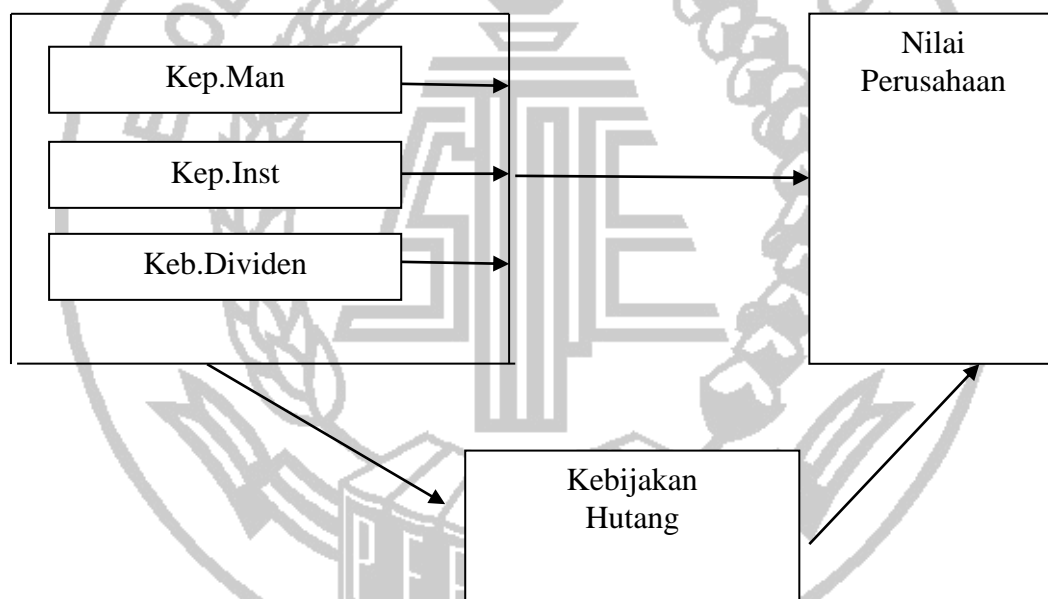 Kep.Man
Kep.Inst
Keb.Dividen
Nilai
Perusahaan
Kebijakan
Hutang